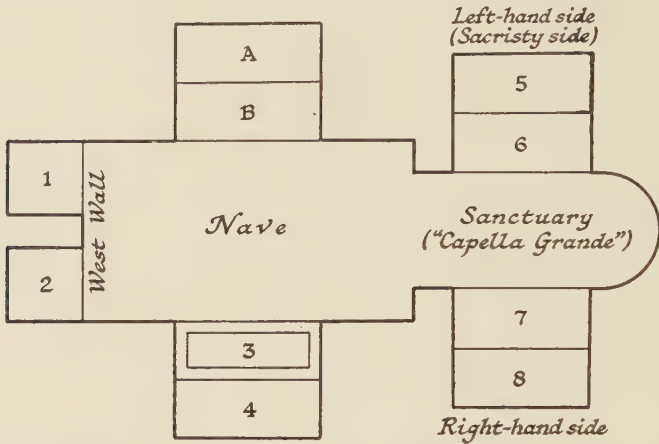 Left-hand side
(Sacristy side)
A
B
5
6
1
2
West Wall
Nave
Sanctuary
("Capella Grande")
3
4
7
8
Right-hand side